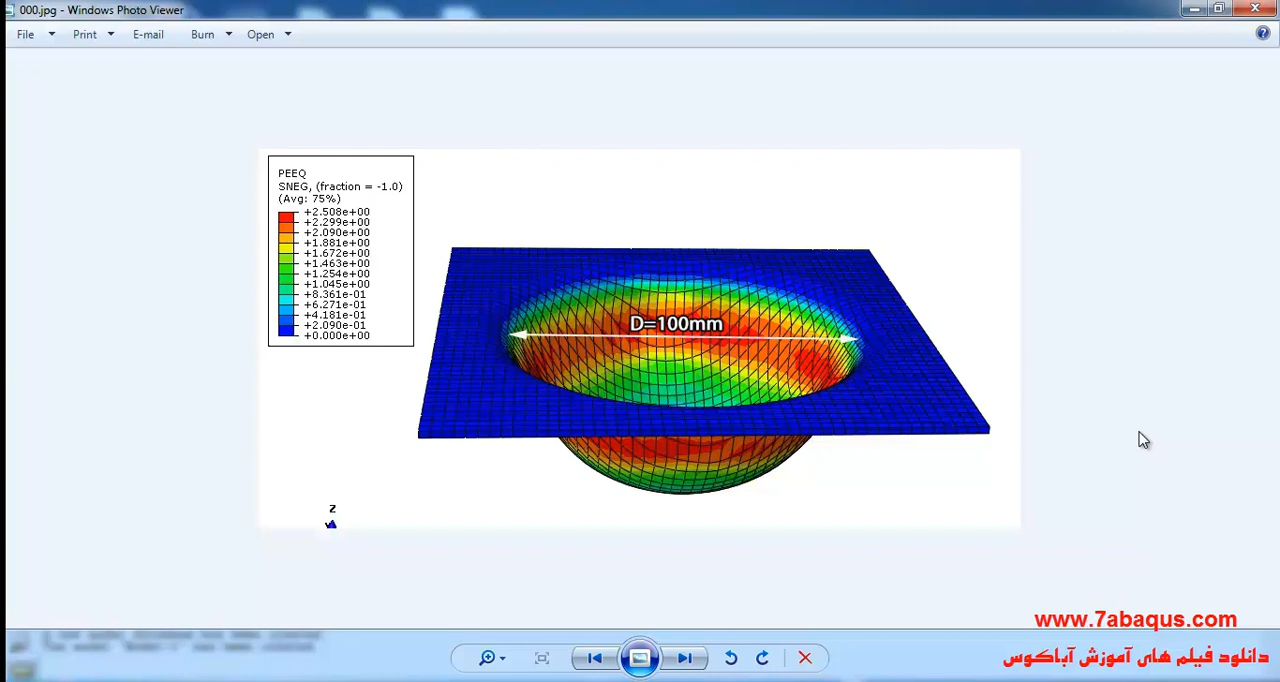 000.jpg - Windows Photo Viewer
File Print E-mail Burn Open
PEEQ
SNEG, (fraction = -1.0)
(Avg: 75%)
+2.508e+00
+2.299e+00
+2.090e+00
+1.881e+00
+1.672e+00
+1.463e+00
+1.254e+00
+1.045e+00
+8.361e-01
+6.271e-01
+4.181e-01
+2.090e-01
+0.000e+00
D=100mm
Z
www.7abaqus.com
دانلود فیلم های آموزش آباکوس